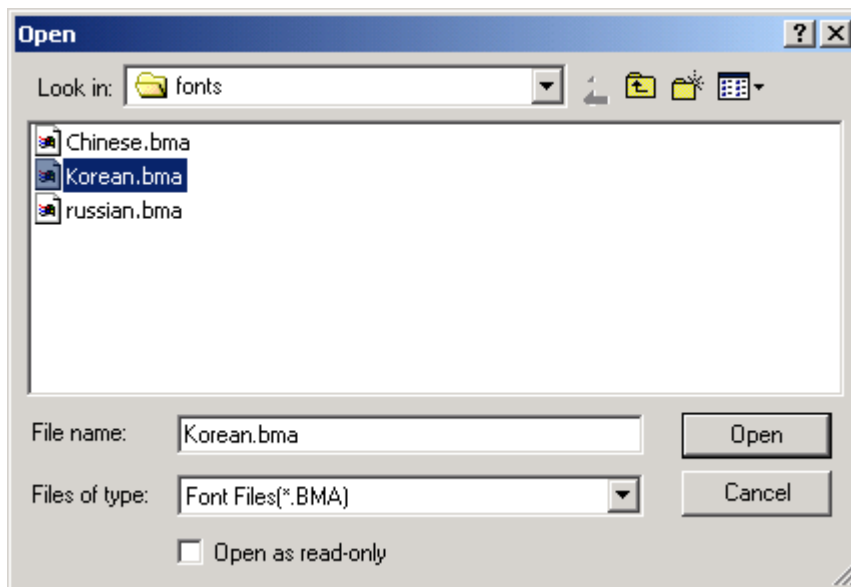 Open
Look in: fonts
Chinese.bma
Korean.bma
russian.bma
File name: Korean.bma Open
Files of type: Font Files(*.BMA) Cancel
Open as read-only